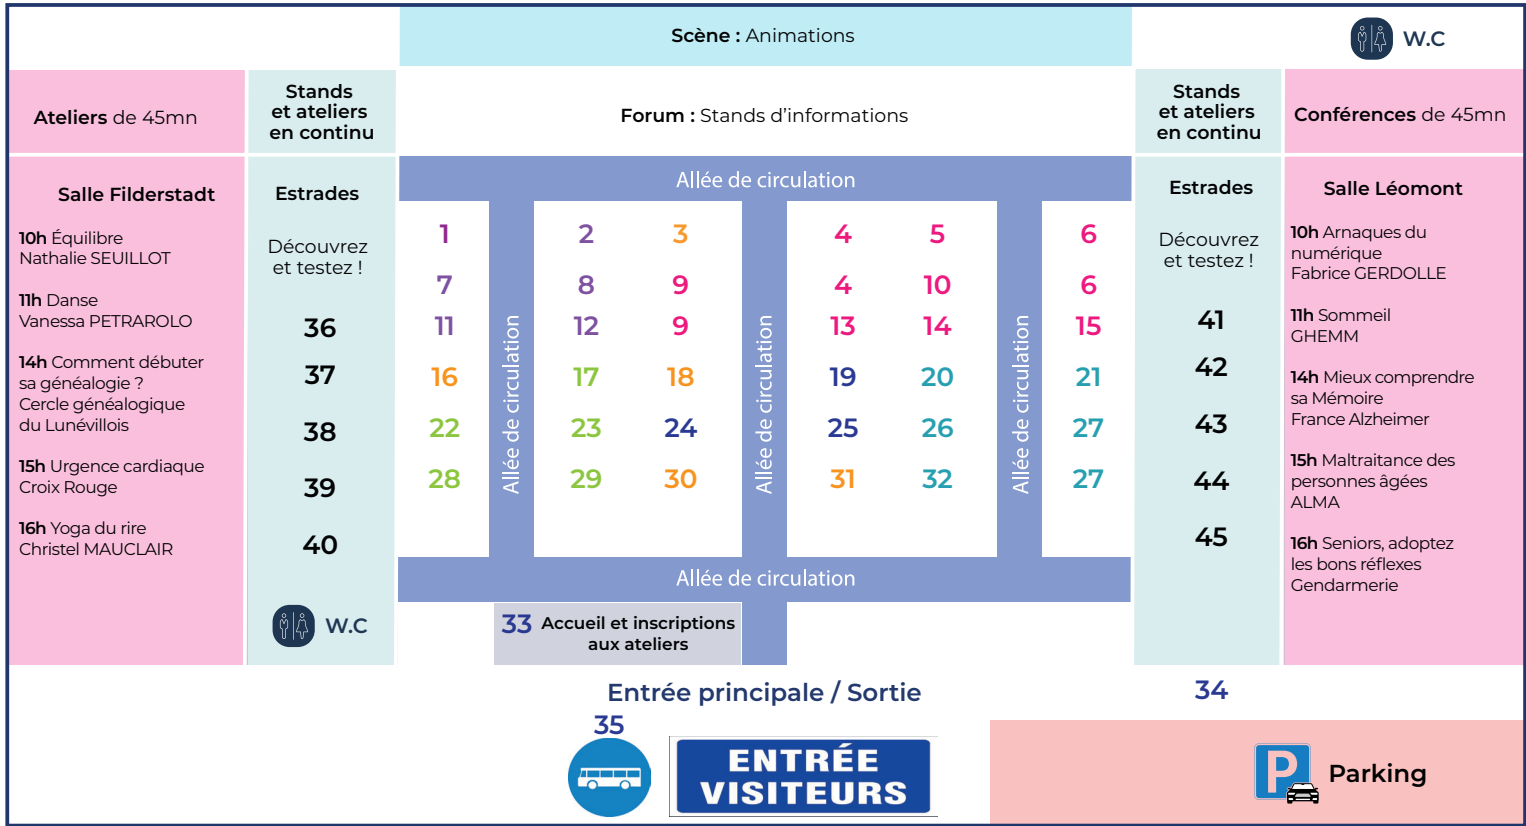 Scène : Animations
W.C
Ateliers de 45mn
Stands
et ateliers
en continu
Forum : Stands d'informations
Stands
et ateliers
en continu
Conférences de 45mn
Salle Filderstadt
10h Équilibre
Nathalie SEUILLOT
11h Danse
Vanessa PETRAROLO
14h Comment débuter
sa généalogie ?
Cercle généalogique
du Lunévillois
15h Urgence cardiaque
Croix Rouge
16h Yoga du rire
Christel MAUCLAIR
Estrades
Découvrez
et testez !
36
37
38
39
40
W.C
Allée de circulation
1 2 3 4 5 6
7 8 9 4 10 6
11 12 9 13 14 15
16 17 18 19 20 21
22 23 24 25 26 27
28 29 30 31 32 27
Allée de circulation
Allée de circulation
Allée de circulation
Allée de circulation
33 Accueil et inscriptions
aux ateliers
Estrades
Découvrez
et testez !
41
42
43
44
45
Salle Léomont
10h Arnaques du
numérique
Fabrice GERDOLLE
11h Sommeil
GHEMM
14h Mieux comprendre
sa Mémoire
France Alzheimer
15h Maltraitance des
personnes âgées
ALMA
16h Seniors, adoptez
les bons réflexes
Gendarmerie
Entrée principale / Sortie
34
35
ENTRÉE
VISITEURS
P
Parking